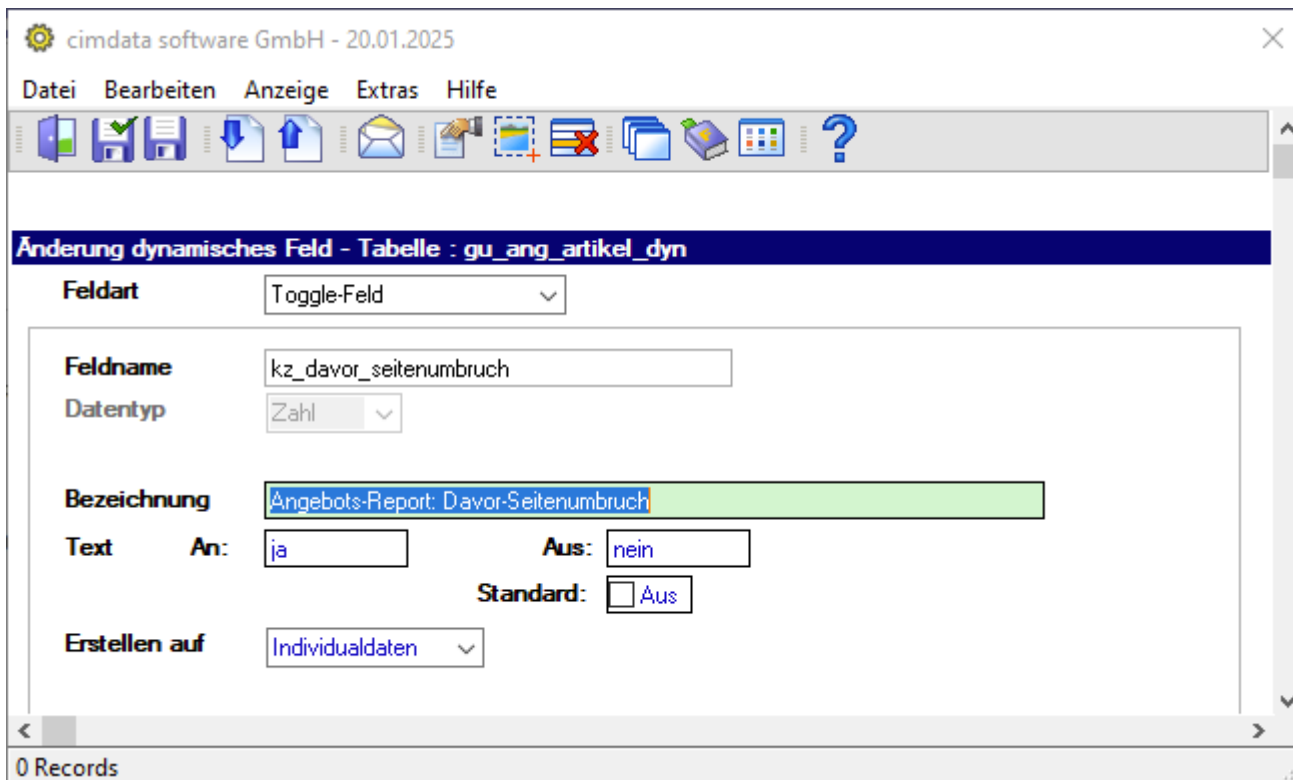 cimdata software GmbH - 20.01.2025
Datei Bearbeiten Anzeige Extras Hilfe
Änderung dynamisches Feld - Tabelle : gu_ang_artikel_dyn
Feldart Toggle-Feld
Feldname kz_davor_seitenumbruch
Datentyp Zahl
Bezeichnung Angebots-Report: Davor-Seitenumbruch
Text An: ja Aus: nein
Standard: Aus
Erstellen auf Individualdaten
0 Records